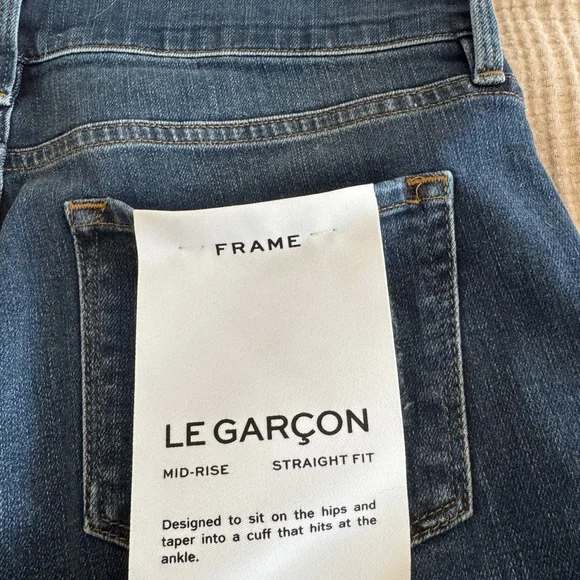 FRAME
LE GARÇON
MID-RISE STRAIGHT FIT
Designed to sit on the hips and
taper into a cuff that hits at the
ankle.